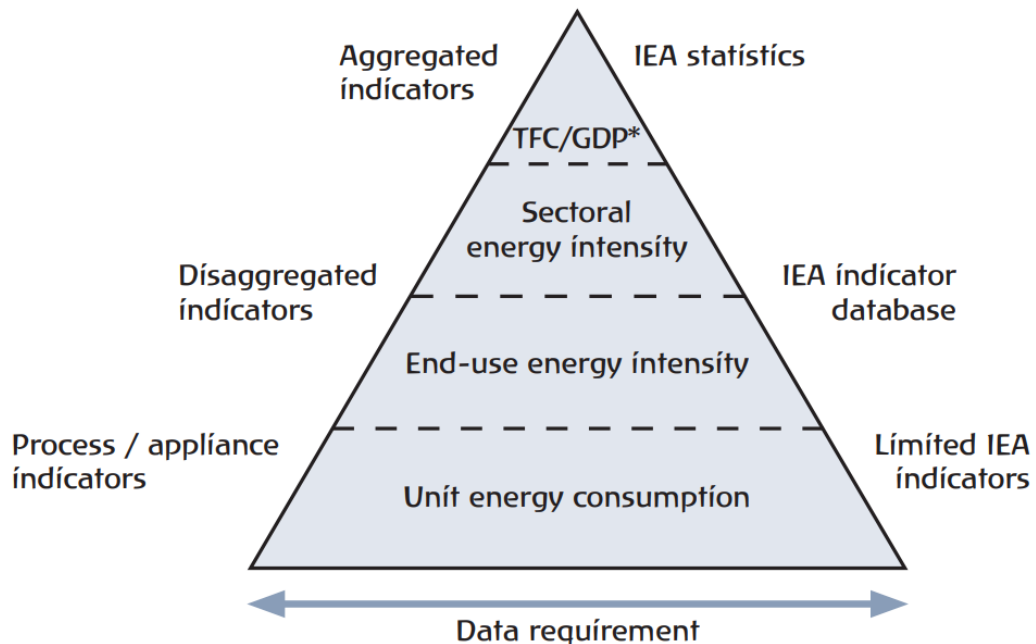 Aggregated
indicators
IEA statistics
TFC/GDP*
Sectoral
energy intensity
Disaggregated
indicators
IEA indicator
database
End-use energy intensity
Process / appliance
indicators
Limited IEA
indicators
Unit energy consumption
Data requirement